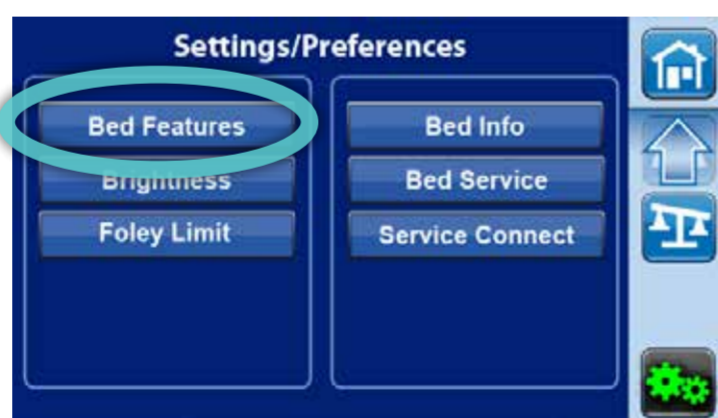 Settings/Preferences
Bed Features
Brightness
Foley Limit
Bed Info
Bed Service
Service Connect